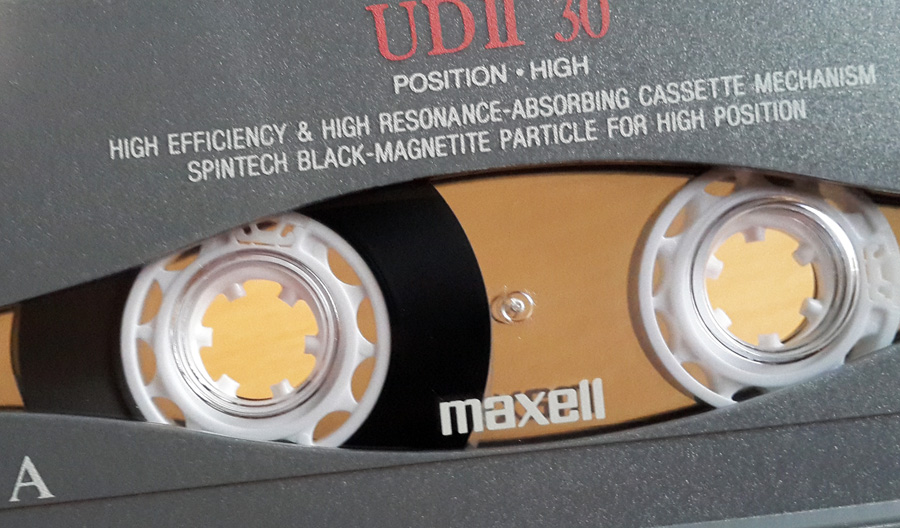 UDII 30
POSITION • HIGH
HIGH EFFICIENCY & HIGH RESONANCE-ABSORBING CASSETTE MECHANISM
SPINTECH BLACK-MAGNETITE PARTICLE FOR HIGH POSITION
maxell
A